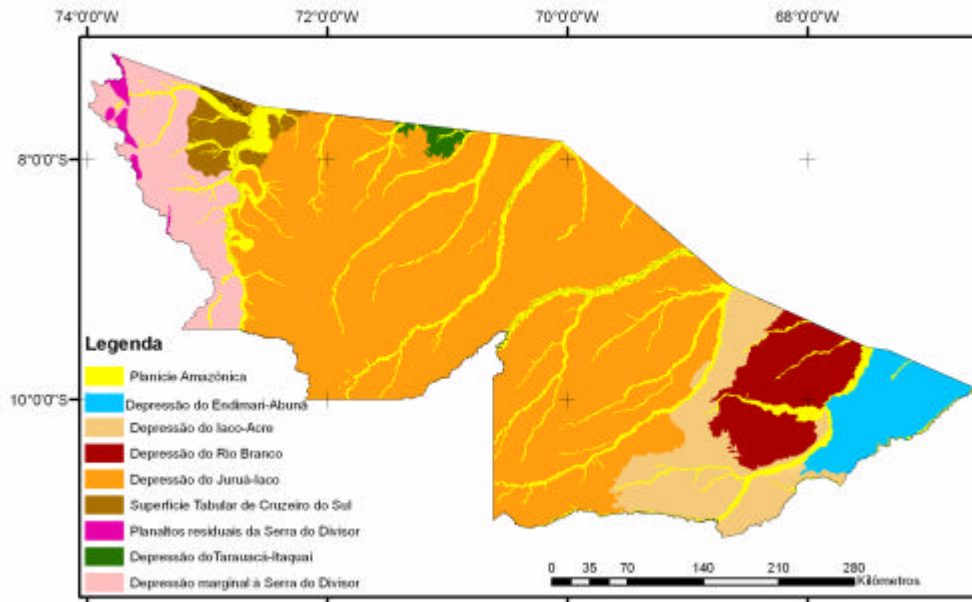 74°0'0"W 72°0'0"W 70°0'0"W 68°0'0"W
8°0'0"S
10°0'0"S
Legenda
Planície Amazônica
Depressão do Endimari-Abunã
Depressão do Iaco-Acre
Depressão do Rio Branco
Depressão do Juruá-Iaco
Superfície Tabular de Cruzeiro do Sul
Planaltos residuais da Serra do Divisor
Depressão doTarauacá-Itaquai
Depressão marginal à Serra do Divisor
0 35 70 140 210 280
Kilômetros